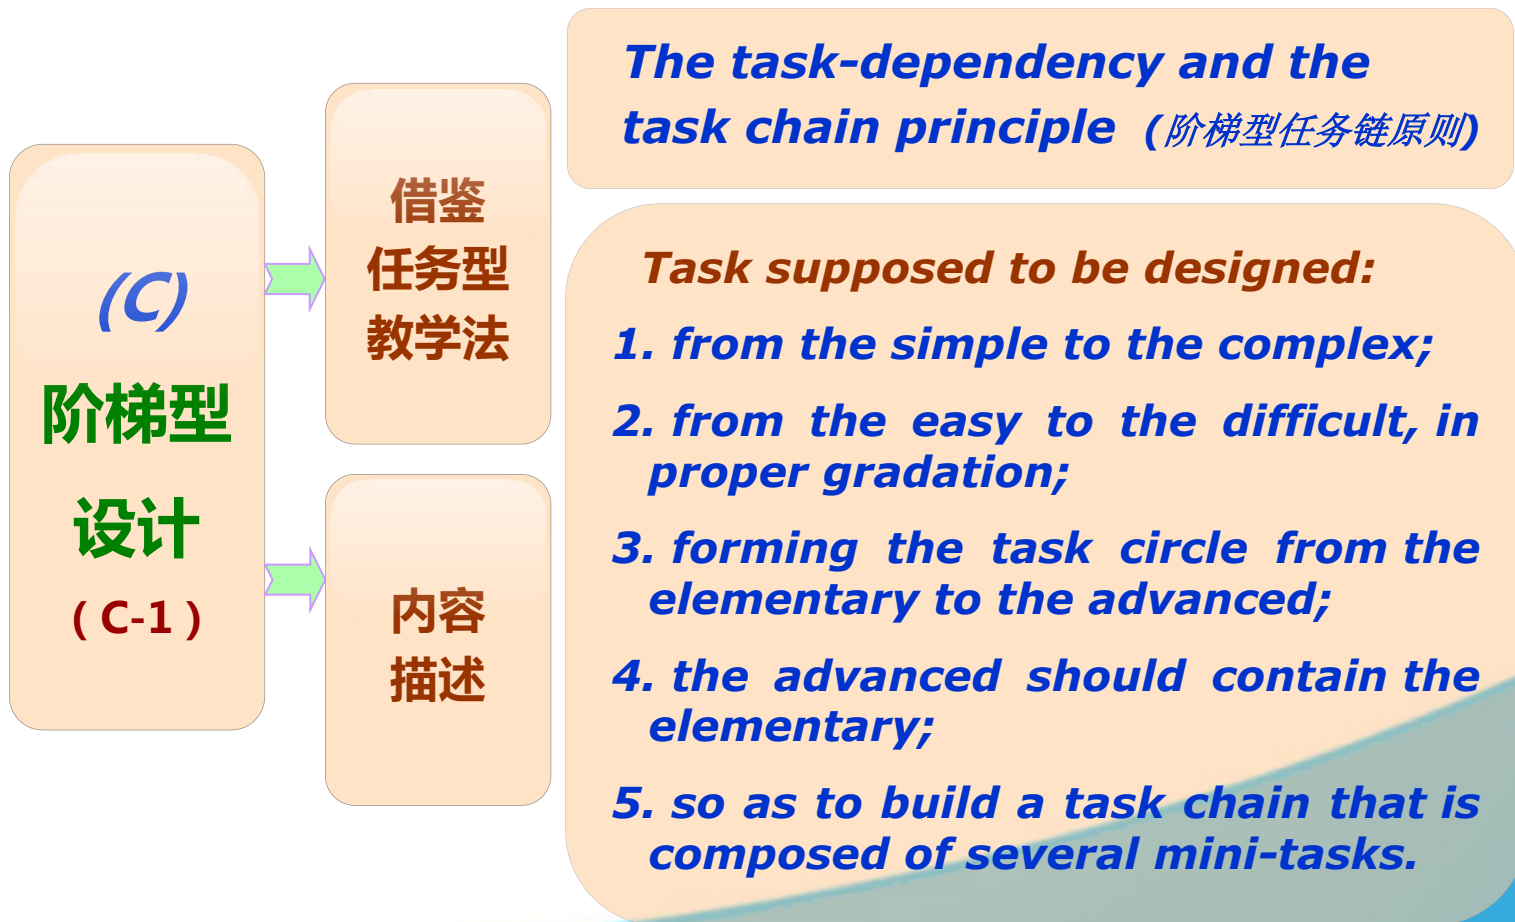 (C)
阶梯型
设计
( C-1 )
借鉴
任务型
教学法
内容
描述
The task-dependency and the
task chain principle (阶梯型任务链原则)
Task supposed to be designed:
1. from the simple to the complex;
2. from the easy to the difficult, in
proper gradation;
3. forming the task circle from the
elementary to the advanced;
4. the advanced should contain the
elementary;
5. so as to build a task chain that is
composed of several mini-tasks.